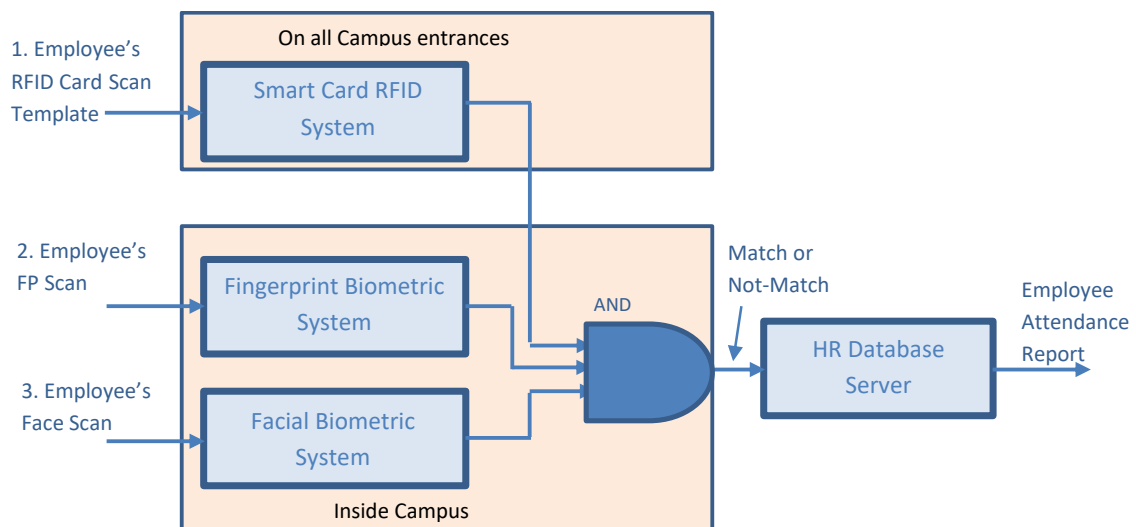 On all Campus entrances
1. Employee's
RFID Card Scan
Template
Smart Card RFID
System
2. Employee's
FP Scan
Fingerprint Biometric
System
3. Employee's
Face Scan
Facial Biometric
System
Inside Campus
AND
Match or
Not-Match
HR Database
Server
Employee
Attendance
Report